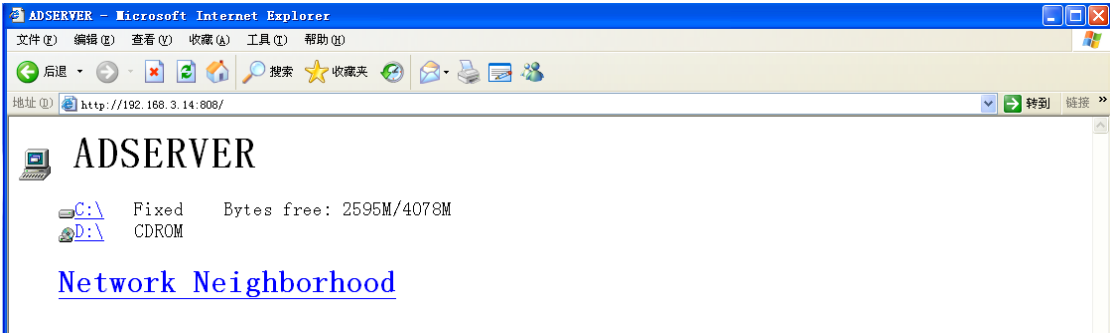 ADSERVER - Microsoft Internet Explorer
文件(F) 编辑(E) 查看(V) 收藏(A) 工具(T) 帮助(H)
后退 搜索 收藏夹
地址(D) http://192.168.3.14:808/ 转到 链接 »
ADSERVER
C:\ Fixed Bytes free: 2595M/4078M
D:\ CDROM
Network Neighborhood